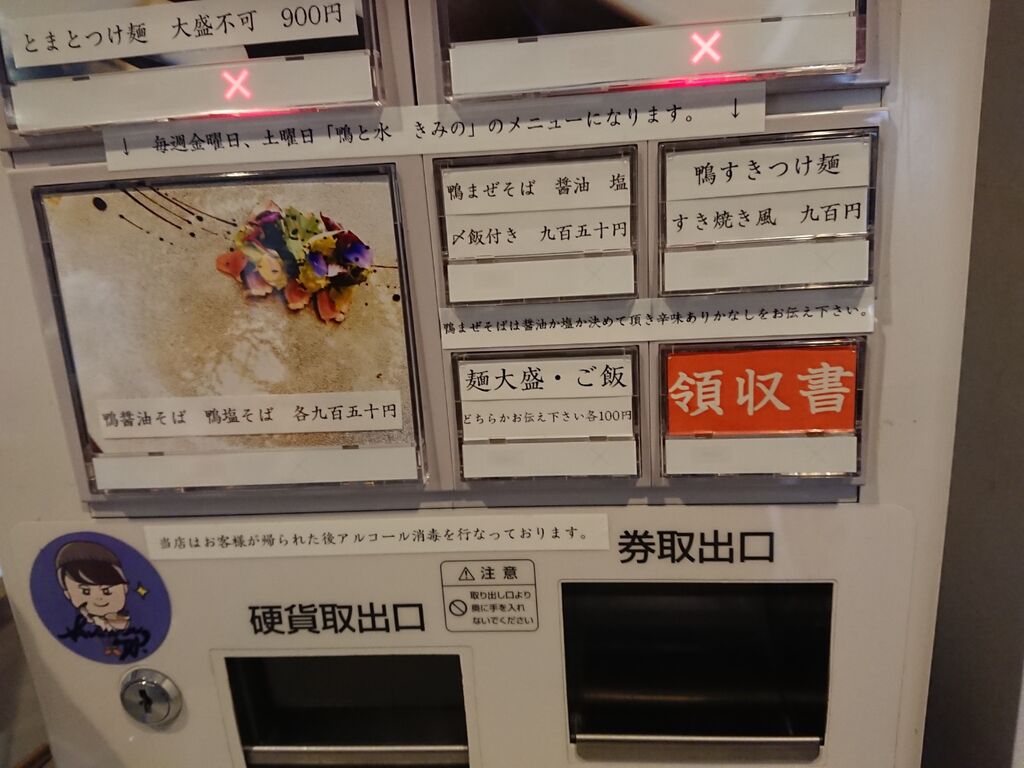 とまとつけ麺 大盛不可 900円
×
×
↓ 毎週金曜日、土曜日「鴨と水 きみの」のメニューになります。 ↓
鴨まぜそば 醤油 塩
〆飯付き 九百五十円
鴨すきつけ麺
すき焼き風 九百円
鴨まぜそばは醤油か塩か決めて頂き辛味ありかなしをお伝え下さい。
鴨醤油そば 鴨塩そば 各九百五十円
麺大盛・ご飯
どちらかお伝え下さい各100円
領収書
当店はお客様が帰られた後アルコール消毒を行なっております。
券取出口
注意
取り出し口より
奥に手を入れ
ないでください
硬貨取出口